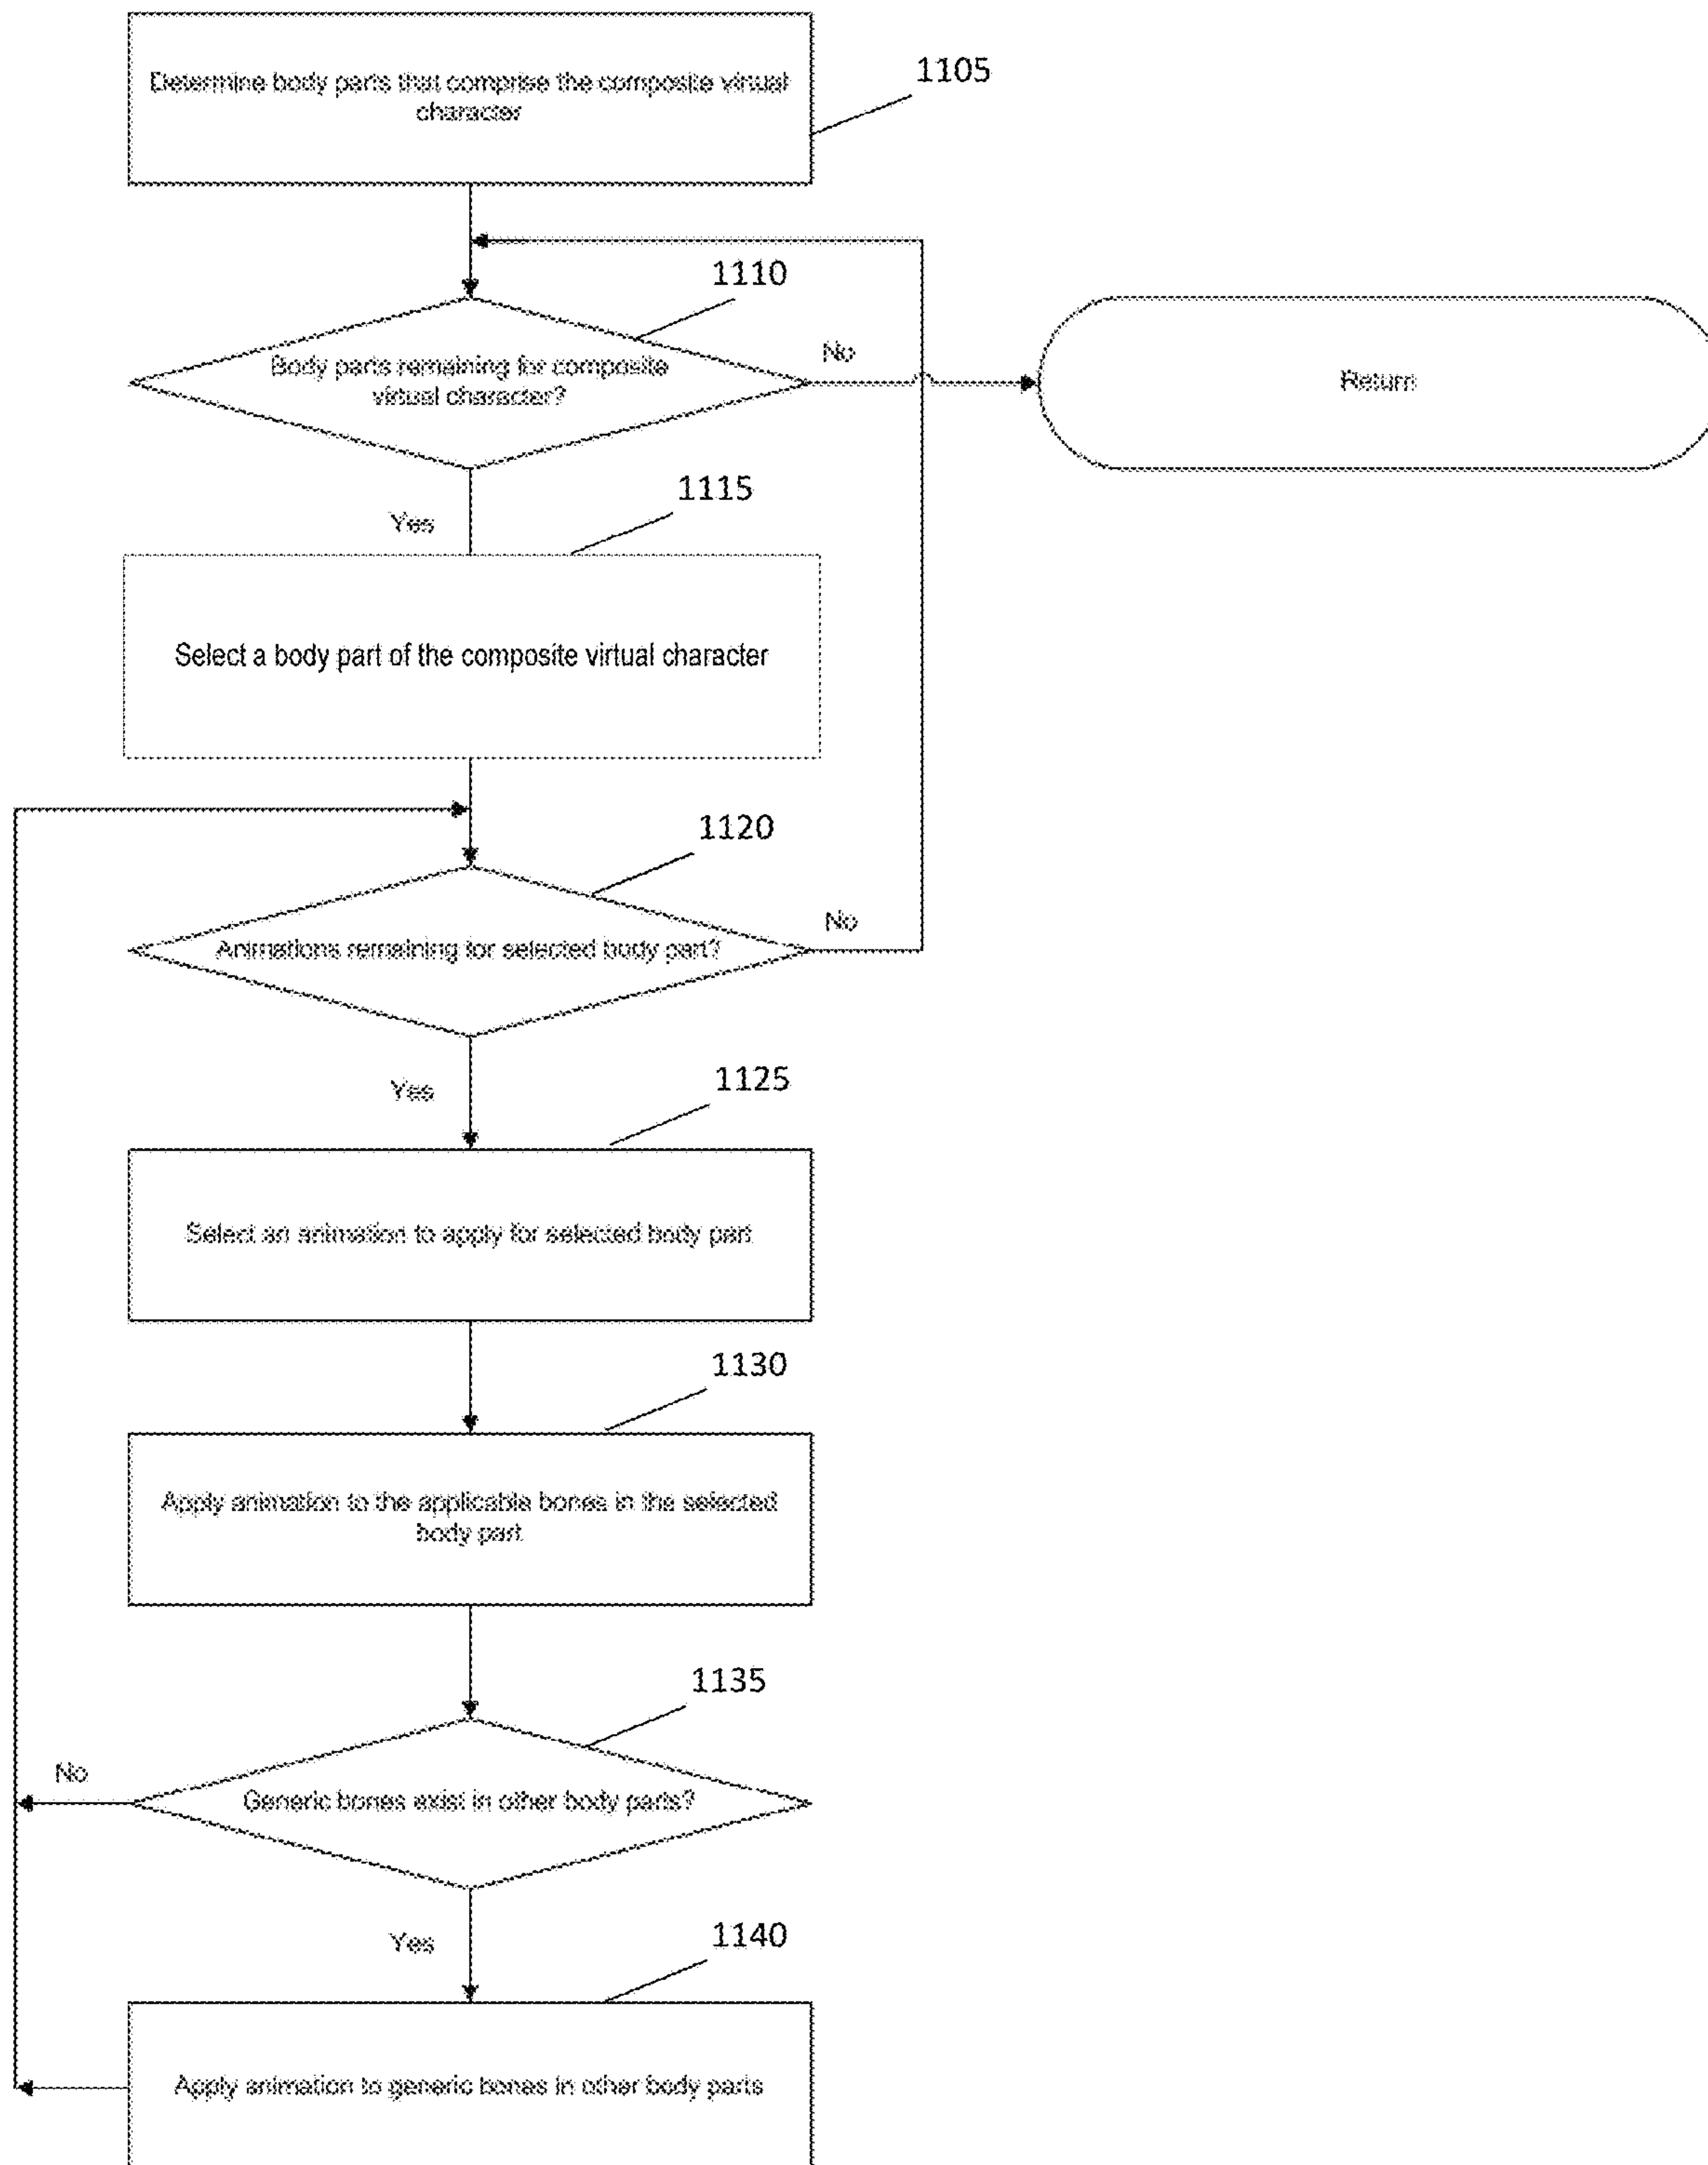 Determine body parts that comprise the composite virtual
character
1105
1110
Body parts remaining for composite
virtual character?
No
Return
Yes
1115
Select a body part of the composite virtual character
1120
Animations remaining for selected body part?
No
Yes
1125
Select an animation to apply for selected body part
1130
Apply animation to the applicable bones in the selected
body part
1135
No
Generic bones exist in other body parts?
Yes
1140
Apply animation to generic bones in other body parts